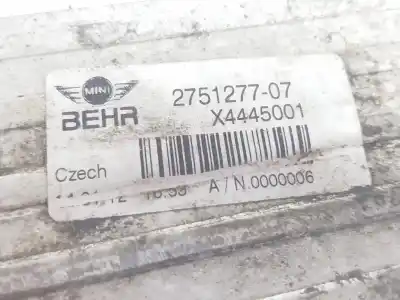 MINI
BEHR
2751277-07
X4445001
Czech
A/N.0000006